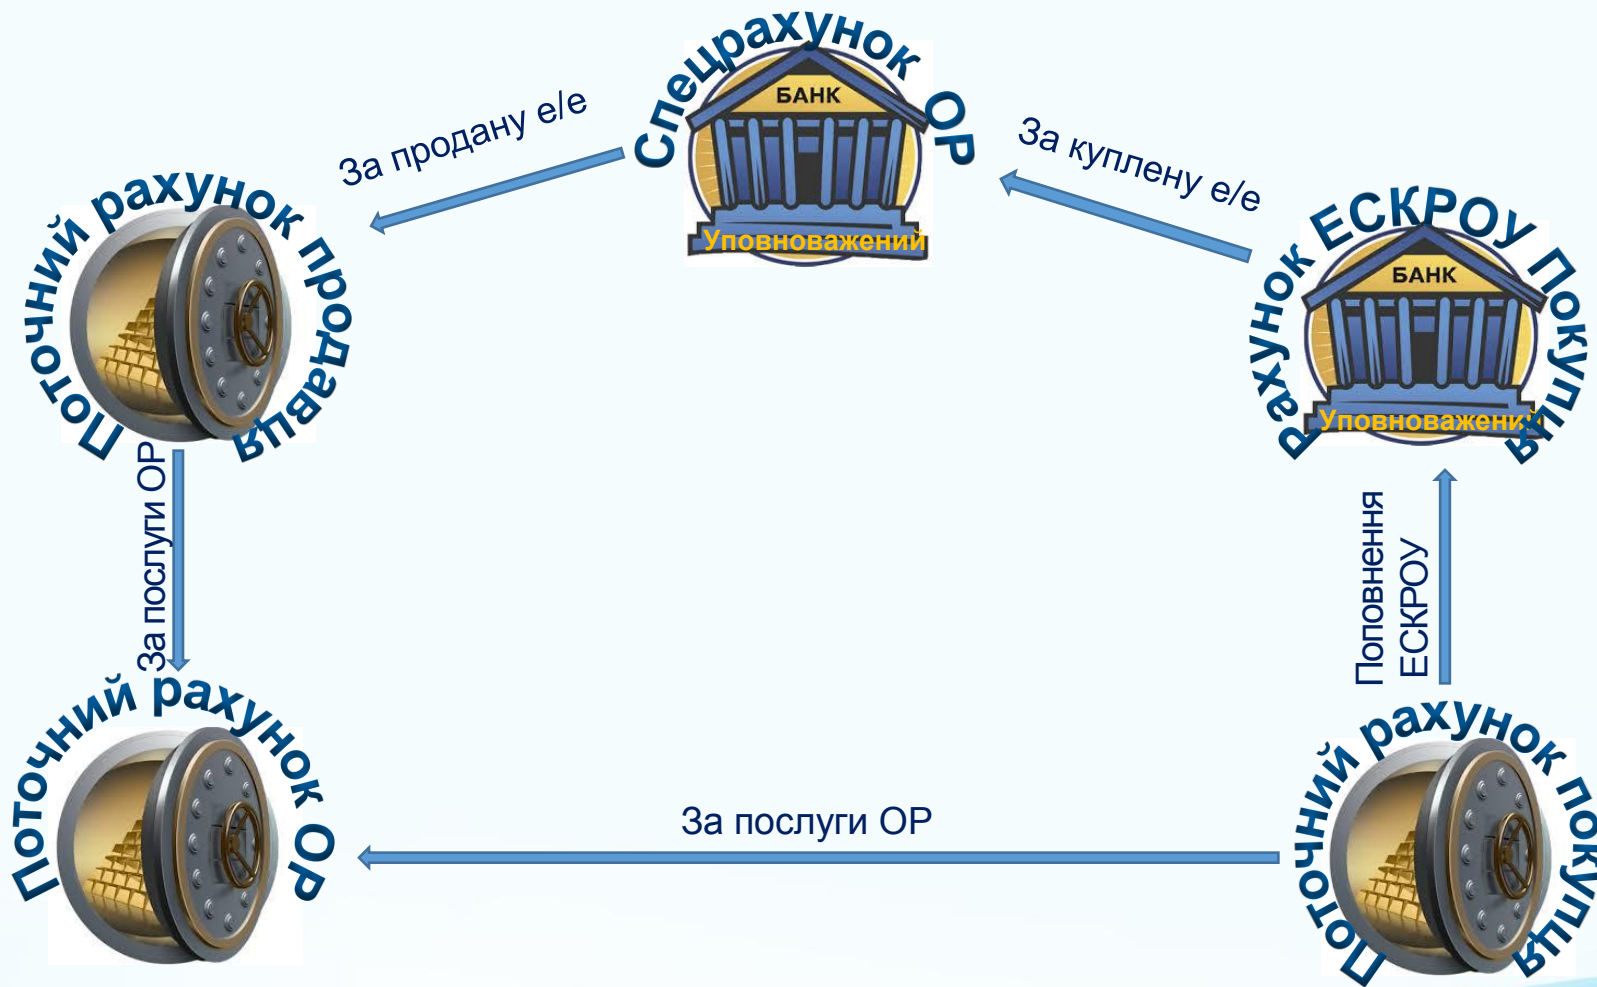 Спецрахунок ОР
БАНК
Уповноважений
За продану е/е
За куплену е/е
Поточний рахунок продавця
Рахунок ЕСКРОУ Покупця
БАНК
Уповноважений
За послуги ОР
Поповнення
ЕСКРОУ
Поточний рахунок ОР
За послуги ОР
Поточний рахунок покупця